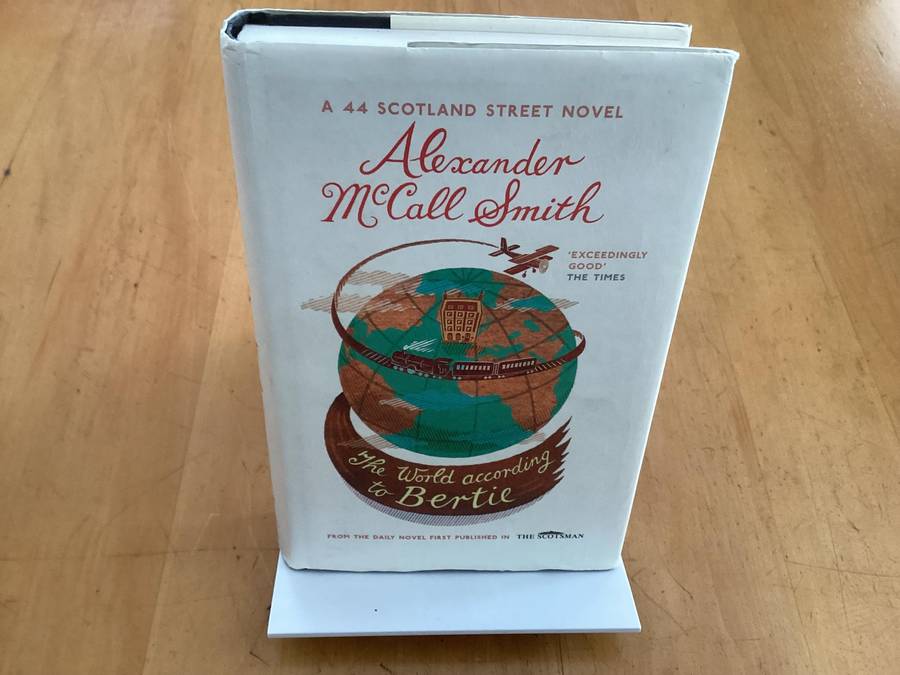 A 44 SCOTLAND STREET NOVEL
Alexander
McCall Smith
'EXCEEDINGLY
GOOD'
THE TIMES
The World according
to Bertie
FROM THE DAILY NOVEL FIRST PUBLISHED IN THE SCOTSMAN